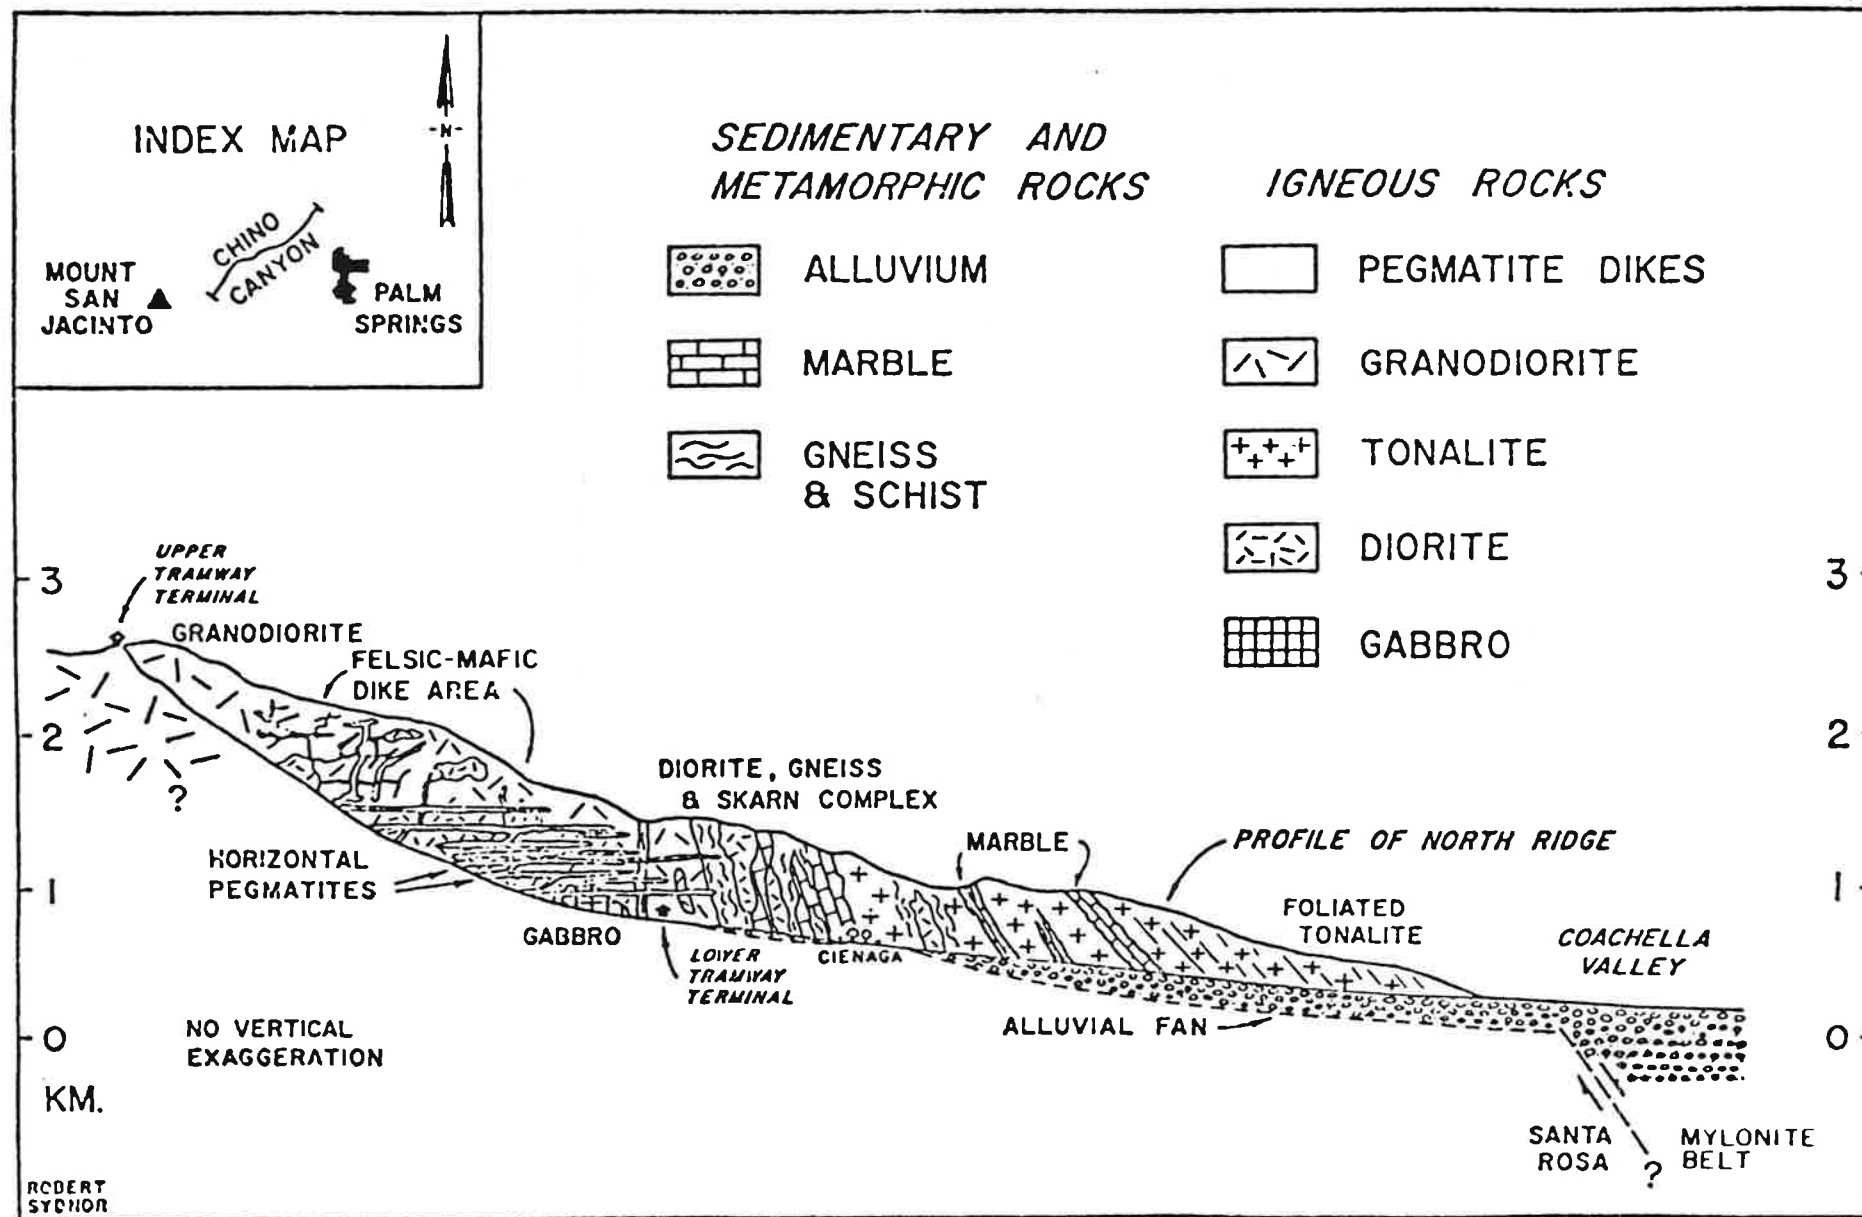 INDEX MAP
-N-
CHINO
CANYON
MOUNT
SAN
JACINTO
PALM
SPRINGS
SEDIMENTARY AND
METAMORPHIC ROCKS
ALLUVIUM
MARBLE
GNEISS
& SCHIST
IGNEOUS ROCKS
PEGMATITE DIKES
GRANODIORITE
TONALITE
DIORITE
GABBRO
3
2
1
0
KM.
3
2
1
0
UPPER
TRAMWAY
TERMINAL
GRANODIORITE
FELSIC-MAFIC
DIKE AREA
?
DIORITE, GNEISS
& SKARN COMPLEX
MARBLE
PROFILE OF NORTH RIDGE
HORIZONTAL
PEGMATITES
GABBRO
LOWER
TRAMWAY
TERMINAL
CIENAGA
FOLIATED
TONALITE
COACHELLA
VALLEY
ALLUVIAL FAN
NO VERTICAL
EXAGGERATION
SANTA
ROSA
?
MYLONITE
BELT
ROBERT
SYDNOR